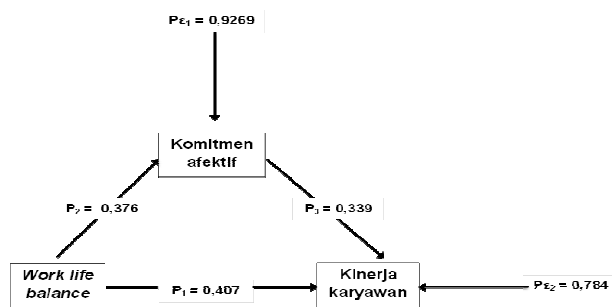 Pε₁ = 0,9269
Komitmen
afektif
P₂ = 0,376
P₃ = 0,339
Work life
balance
P₁ = 0,407
Kinerja
karyawan
Pε₂ = 0,784